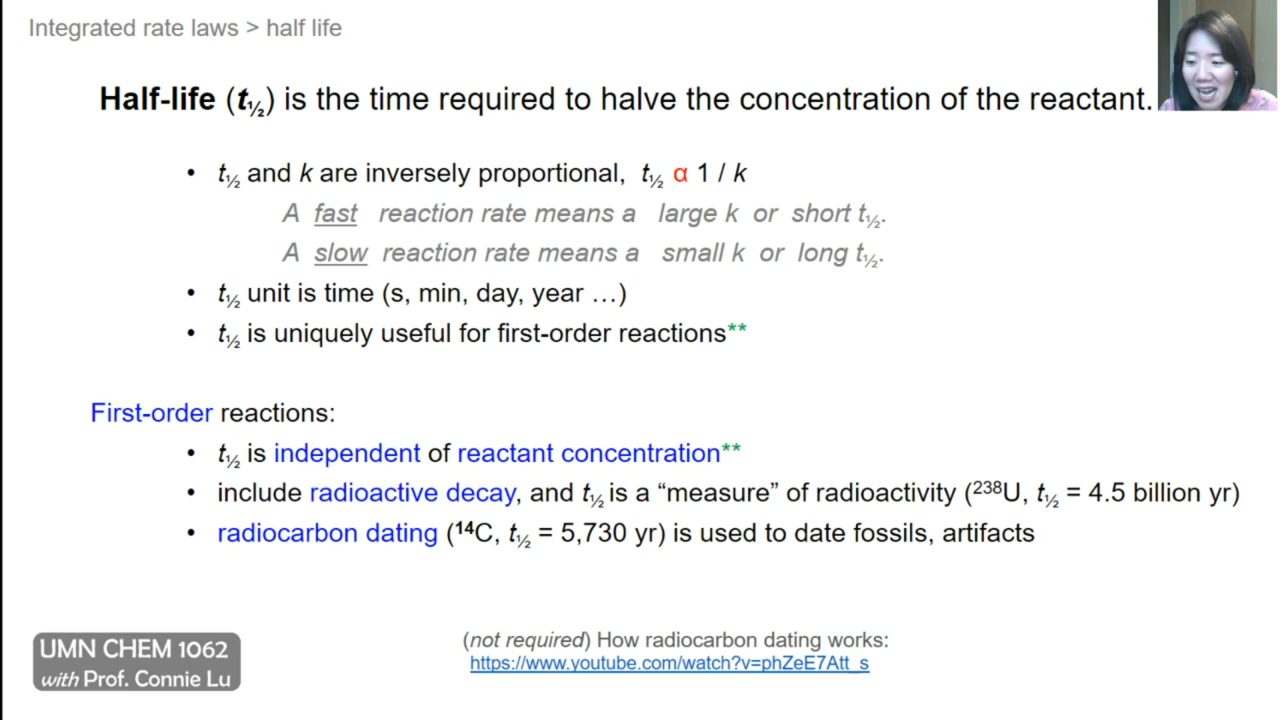 Integrated rate laws > half life
Half-life (t½) is the time required to halve the concentration of the reactant.
• t½ and k are inversely proportional, t½ α 1 / k
A fast reaction rate means a large k or short t½.
A slow reaction rate means a small k or long t½.
• t½ unit is time (s, min, day, year …)
• t½ is uniquely useful for first-order reactions**
First-order reactions:
• t½ is independent of reactant concentration**
• include radioactive decay, and t½ is a “measure” of radioactivity (²³⁸U, t½ = 4.5 billion yr)
• radiocarbon dating (¹⁴C, t½ = 5,730 yr) is used to date fossils, artifacts
UMN CHEM 1062
with Prof. Connie Lu
(not required) How radiocarbon dating works:
https://www.youtube.com/watch?v=phZeE7Att_s